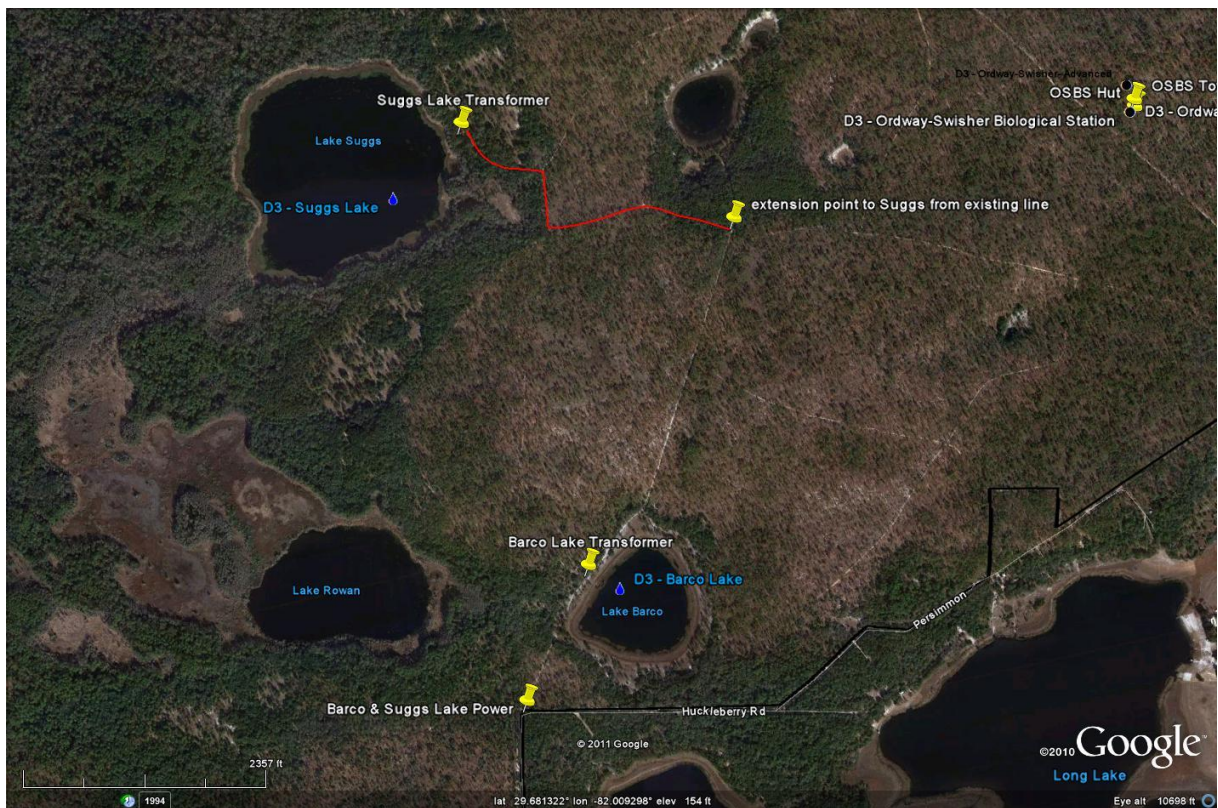 D3 - Ordway-Swisher-Advanced
OSBS Hut
OSBS To
D3 - Ordway-Swisher Biological Station
D3 - Ordwa
Suggs Lake Transformer
Lake Suggs
D3 - Suggs Lake
extension point to Suggs from existing line
Barco Lake Transformer
D3 - Barco Lake
Lake Barco
Lake Rowan
Persimmon
Barco & Suggs Lake Power
Huckleberry Rd
© 2011 Google
©2010 Google™
Long Lake
2357 ft
1994
lat 29.681322° lon -82.009298° elev 154 ft
Eye alt 10698 ft